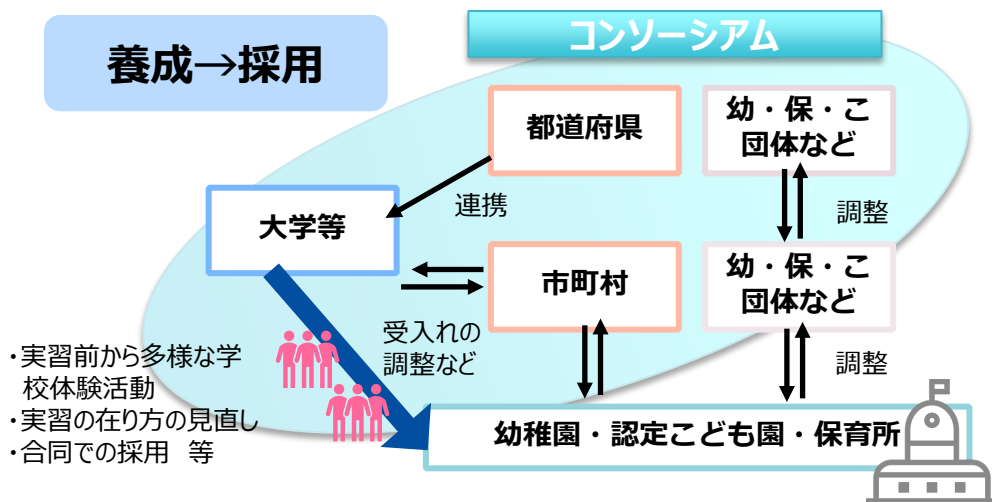 養成→採用
コンソーシアム
都道府県
幼・保・こ
団体など
連携
調整
大学等
市町村
幼・保・こ
団体など
受入れの
調整など
調整
・実習前から多様な学
校体験活動
・実習の在り方の見直し
・合同での採用　等
幼稚園・認定こども園・保育所